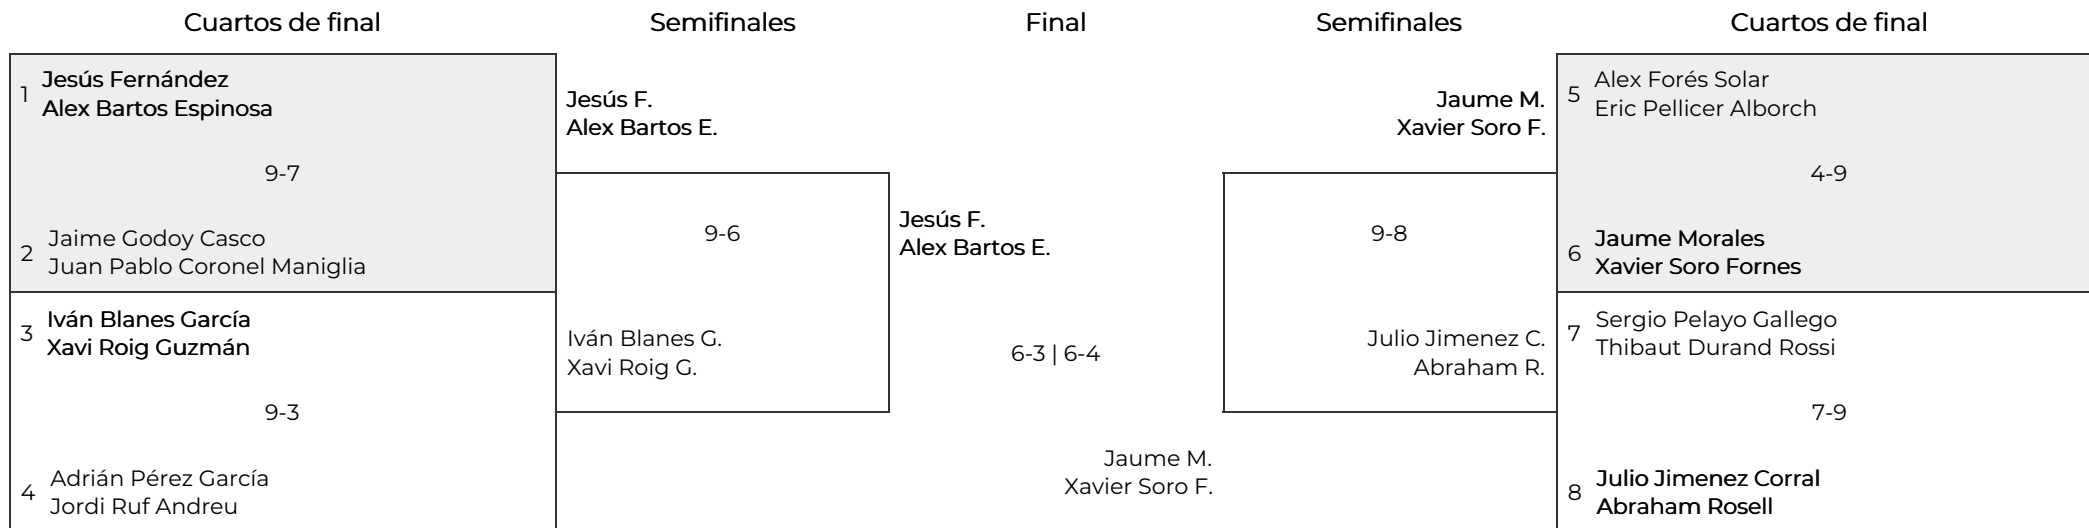 Cuartos de final
Semifinales
Final
Semifinales
Cuartos de final
1
Jesús Fernández
Alex Bartos Espinosa
9-7
2
Jaime Godoy Casco
Juan Pablo Coronel Maniglia
3
Iván Blanes García
Xavi Roig Guzmán
9-3
4
Adrián Pérez García
Jordi Ruf Andreu
Jesús F.
Alex Bartos E.
9-6
Iván Blanes G.
Xavi Roig G.
Jesús F.
Alex Bartos E.
6-3 | 6-4
Jaume M.
Xavier Soro F.
Jaume M.
Xavier Soro F.
9-8
Julio Jimenez C.
Abraham R.
5
Alex Forés Solar
Eric Pellicer Alborch
4-9
6
Jaume Morales
Xavier Soro Fornes
7
Sergio Pelayo Gallego
Thibaut Durand Rossi
7-9
8
Julio Jimenez Corral
Abraham Rosell